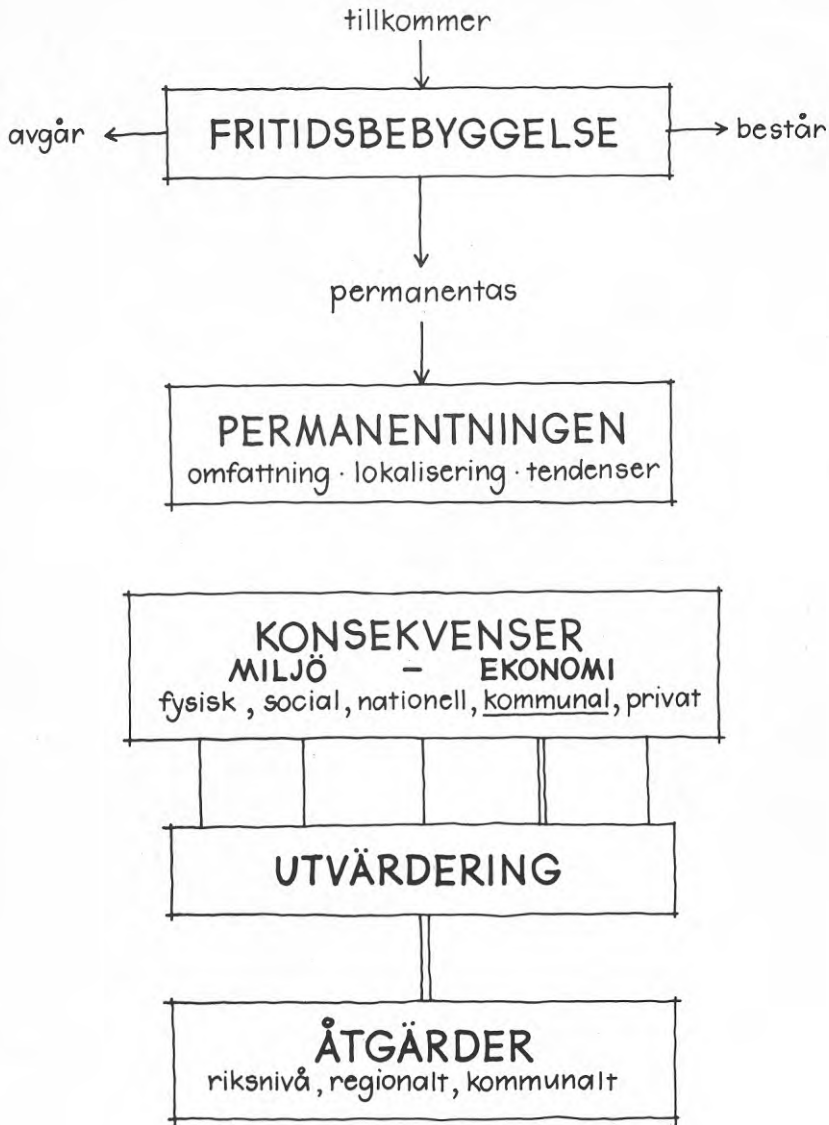 tillkommer
avgår FRITIDSBEBYGGELSE består
permanentas
PERMANENTNINGEN
omfattning · lokalisering · tendenser
KONSEKVENSER
MILJÖ – EKONOMI
fysisk, social, nationell, kommunal, privat
UTVÄRDERING
ÅTGÄRDER
riksnivå, regionalt, kommunalt